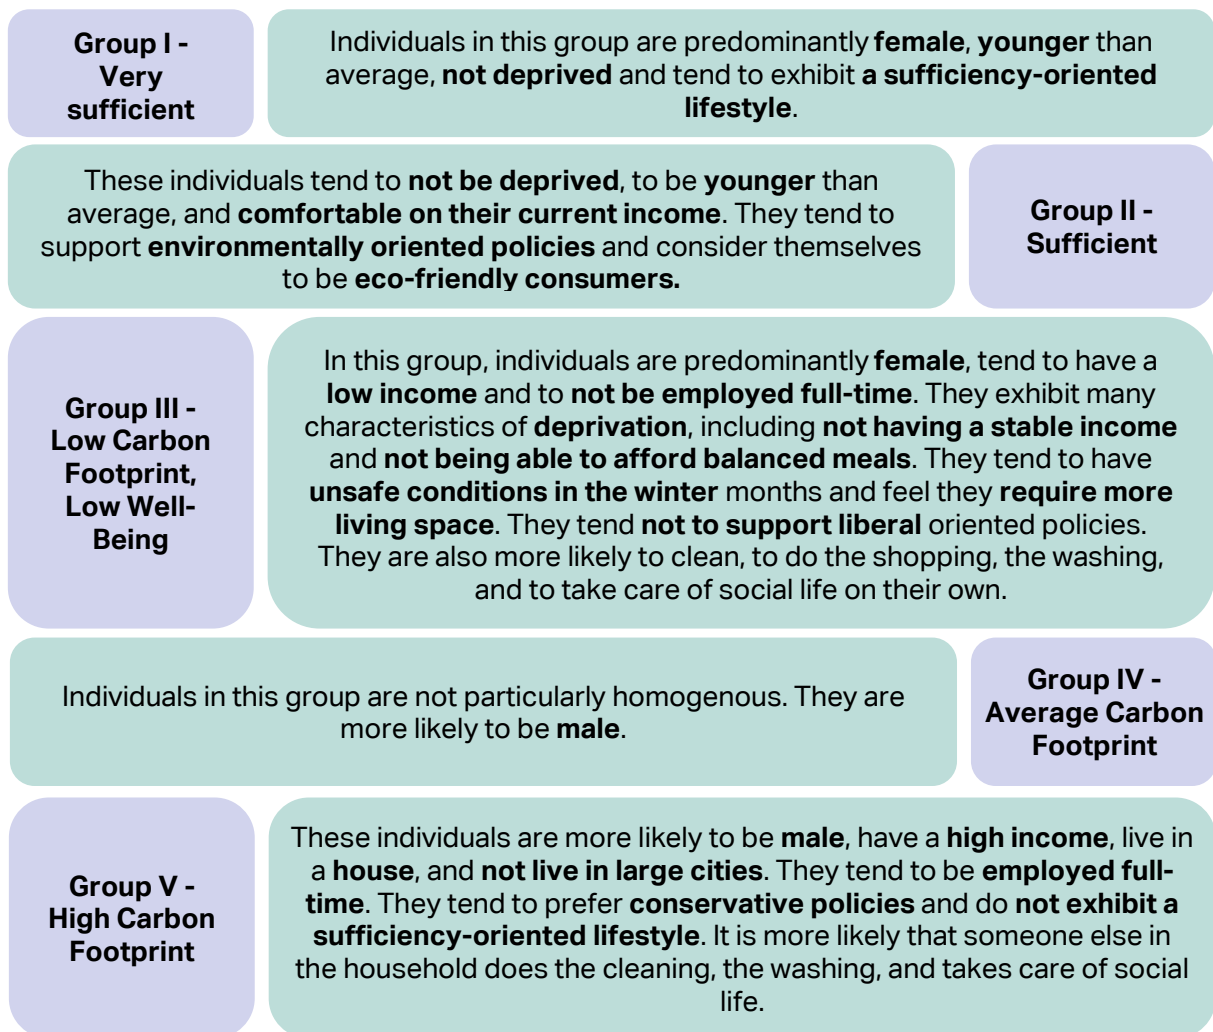 Group I -
Very
sufficient
Individuals in this group are predominantly female, younger than
average, not deprived and tend to exhibit a sufficiency-oriented
lifestyle.
These individuals tend to not be deprived, to be younger than
average, and comfortable on their current income. They tend to
support environmentally oriented policies and consider themselves
to be eco-friendly consumers.
Group II -
Sufficient
Group III -
Low Carbon
Footprint,
Low Well-
Being
In this group, individuals are predominantly female, tend to have a
low income and to not be employed full-time. They exhibit many
characteristics of deprivation, including not having a stable income
and not being able to afford balanced meals. They tend to have
unsafe conditions in the winter months and feel they require more
living space. They tend not to support liberal oriented policies.
They are also more likely to clean, to do the shopping, the washing,
and to take care of social life on their own.
Individuals in this group are not particularly homogenous. They are
more likely to be male.
Group IV -
Average Carbon
Footprint
Group V -
High Carbon
Footprint
These individuals are more likely to be male, have a high income, live in
a house, and not live in large cities. They tend to be employed full-
time. They tend to prefer conservative policies and do not exhibit a
sufficiency-oriented lifestyle. It is more likely that someone else in
the household does the cleaning, the washing, and takes care of social
life.